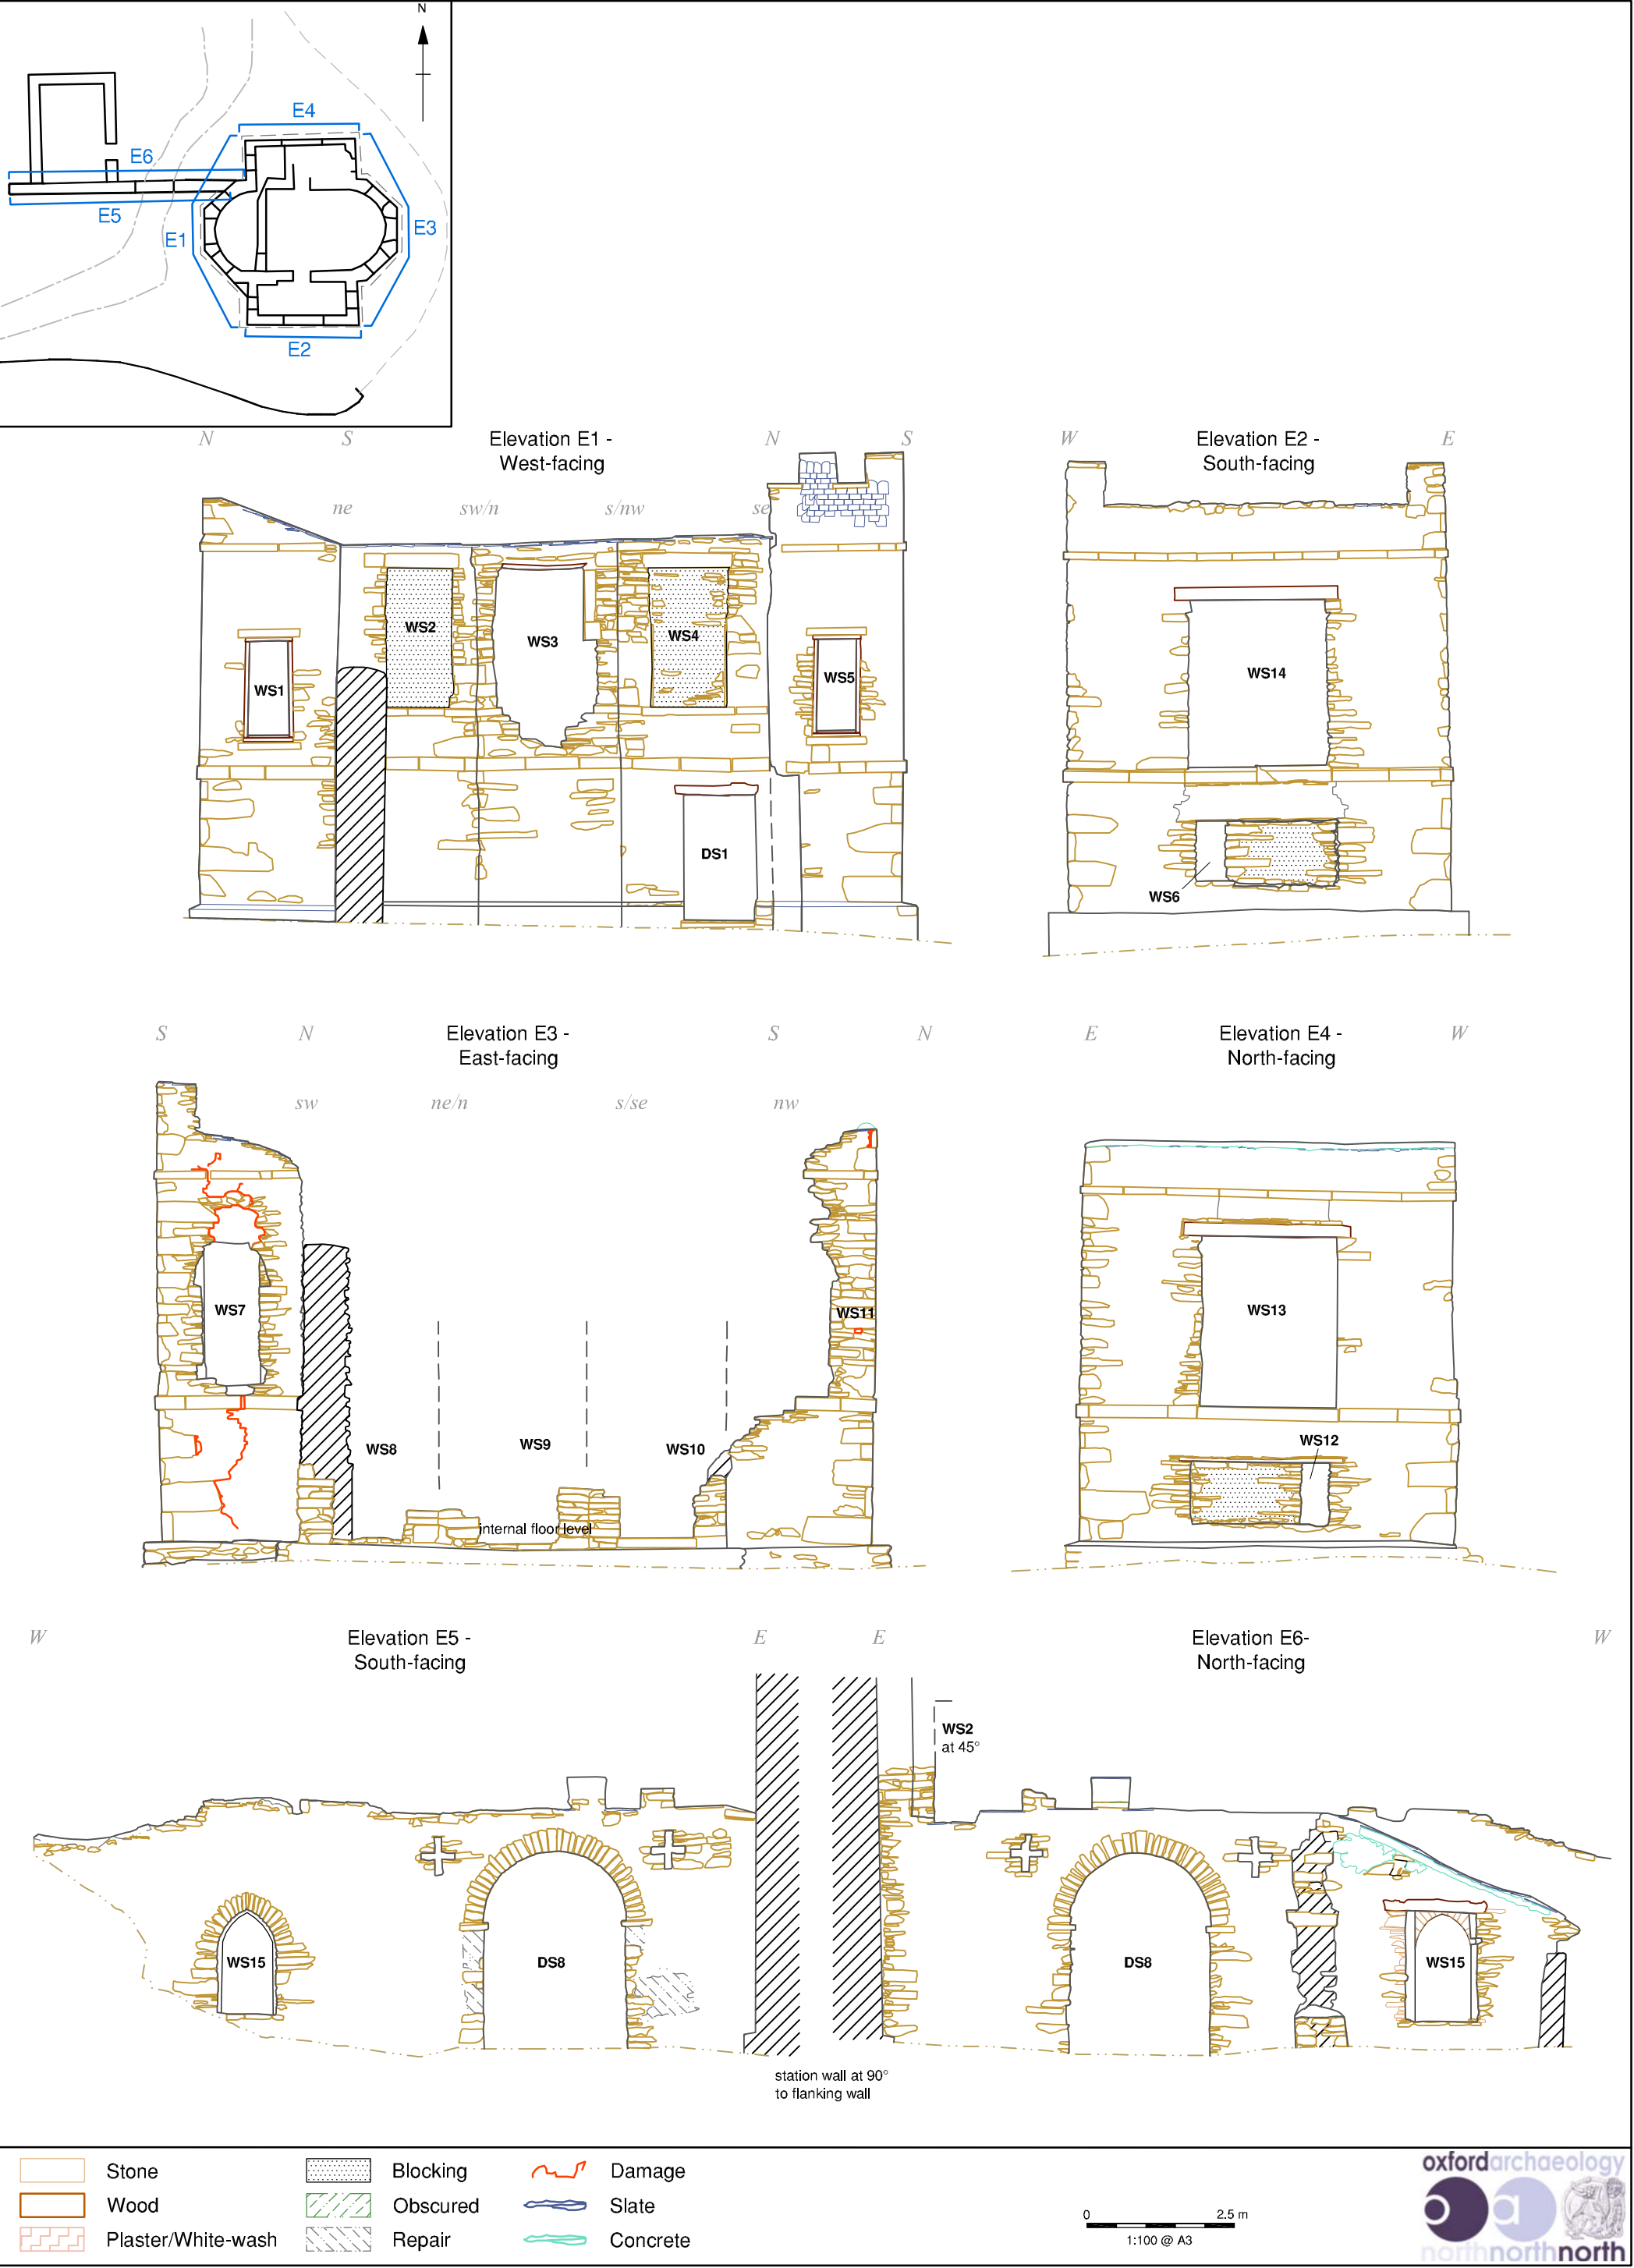 N
E4
E6
E5
E1
E3
E2
N
S
Elevation E1 -
West-facing
N
S
W
Elevation E2 -
South-facing
E
ne
sw/n
s/nw
se
WS1
WS2
WS3
WS4
WS5
DS1
WS14
WS6
S
N
Elevation E3 -
East-facing
S
N
E
Elevation E4 -
North-facing
W
sw
ne/n
s/se
nw
WS7
WS8
WS9
WS10
WS11
internal floor level
WS13
WS12
W
Elevation E5 -
South-facing
E
E
Elevation E6-
North-facing
W
WS2
at 45°
WS15
DS8
DS8
WS15
station wall at 90°
to flanking wall
Stone
Wood
Plaster/White-wash
Blocking
Obscured
Repair
Damage
Slate
Concrete
0 2.5 m
1:100 @ A3
oxfordarchaeology
northnorthnorth